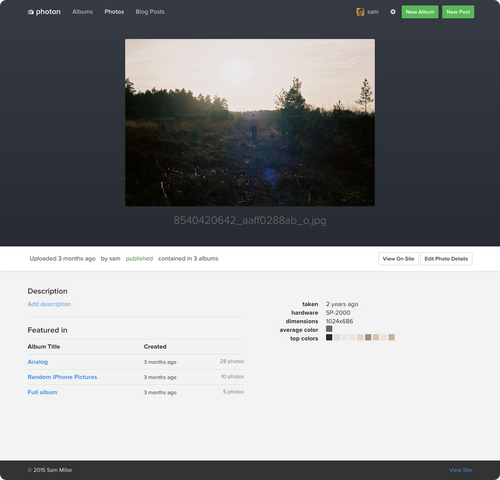 photon Albums Photos Blog Posts sam New Album New Post
8540420642_aaff0288ab_o.jpg
Uploaded 3 months ago by sam published contained in 3 albums View On Site Edit Photo Details
Description
Add description
taken 2 years ago
hardware SP-2000
dimensions 1024x686
average color
top colors
Featured in
Album Title Created
Analog 3 months ago 28 photos
Random iPhone Pictures 3 months ago 10 photos
Full album 3 months ago 5 photos
© 2015 Sam Millar View Site